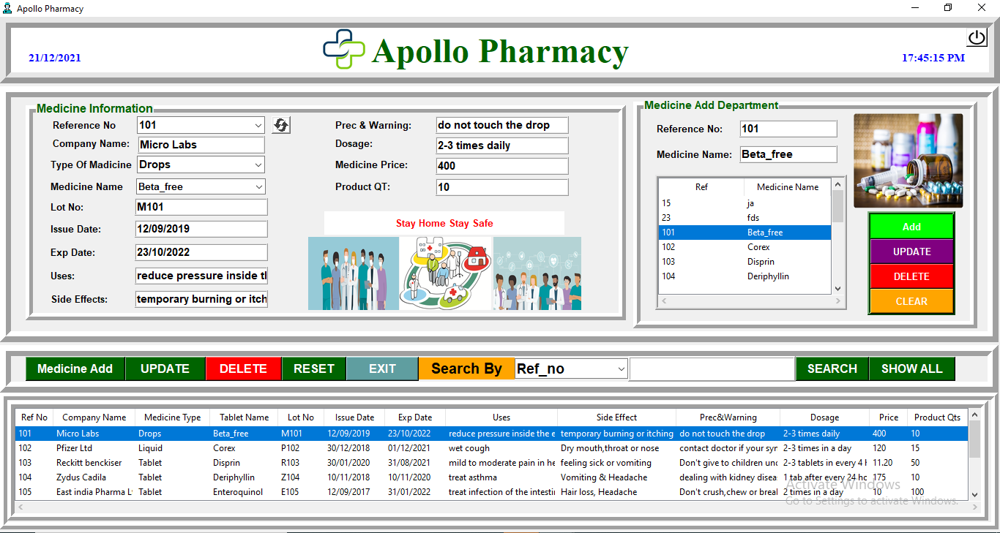 Apollo Pharmacy
21/12/2021
Apollo Pharmacy
17:45:15 PM
Medicine Information
Reference No 101
Company Name: Micro Labs
Type Of Madicine Drops
Medicine Name Beta_free
Lot No: M101
Issue Date: 12/09/2019
Exp Date: 23/10/2022
Uses: reduce pressure inside tl
Side Effects: temporary burning or itch
Prec & Warning: do not touch the drop
Dosage: 2-3 times daily
Medicine Price: 400
Product QT: 10
Stay Home Stay Safe
Medicine Add Department
Reference No: 101
Medicine Name: Beta_free
Ref Medicine Name
15 ja
23 fds
101 Beta_free
102 Corex
103 Disprin
104 Deriphyllin
Add
UPDATE
DELETE
CLEAR
Medicine Add UPDATE DELETE RESET EXIT Search By Ref_no SEARCH SHOW ALL
Ref No Company Name Medicine Type Tablet Name Lot No Issue Date Exp Date Uses Side Effect Prec&Warning Dosage Price Product Qts
101 Micro Labs Drops Beta_free M101 12/09/2019 23/10/2022 reduce pressure inside the e temporary burning or itching do not touch the drop 2-3 times daily 400 10
102 Pfizer Ltd Liquid Corex P102 30/12/2018 01/12/2021 wet cough Dry mouth,throat or nose contact doctor if your syr 2-3 times in a day 120 15
103 Reckitt benckiser Tablet Disprin R103 30/01/2020 31/08/2021 mild to moderate pain in he feeling sick or vomiting Don't give to children und 2-3 tablets in every 4 h 11.20 50
104 Zydus Cadila Tablet Deriphyllin Z104 10/11/2018 10/11/2020 treat asthma Vomiting & Headache dealing with kidney disea 1 tab after every 24 hc 175 10
105 East india Pharma L Tablet Enteroquinol E105 12/09/2017 31/01/2022 treat infection of the intesti Hair loss, Headache Don't crush,chew or breal 2 times in a day 10 100
Activate Windows
Go to Settings to activate Windows.